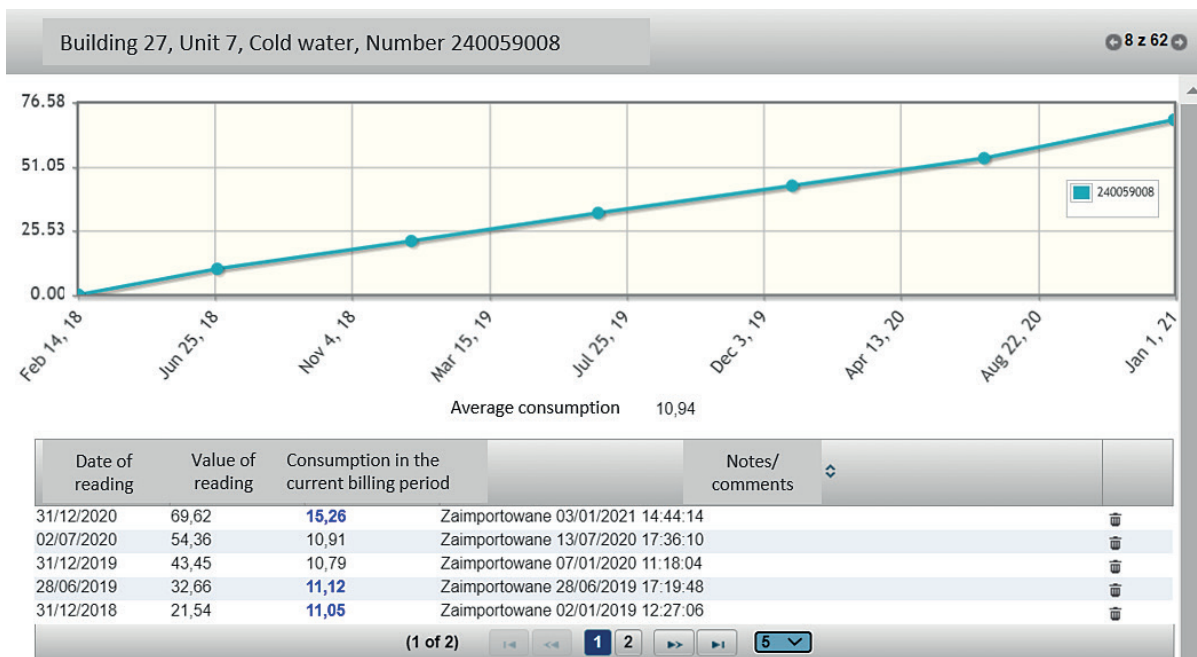 Building 27, Unit 7, Cold water, Number 240059008
8 z 62
76.58
51.05
25.53
0.00
240059008
Feb 14, 18
Jun 25, 18
Nov 4, 18
Mar 15, 19
Jul 25, 19
Dec 3, 19
Apr 13, 20
Aug 22, 20
Jan 1, 21
Average consumption 10,94
Date of reading Value of reading Consumption in the current billing period Notes/ comments
31/12/2020 69,62 15,26 Zaimportowane 03/01/2021 14:44:14
02/07/2020 54,36 10,91 Zaimportowane 13/07/2020 17:36:10
31/12/2019 43,45 10,79 Zaimportowane 07/01/2020 11:18:04
28/06/2019 32,66 11,12 Zaimportowane 28/06/2019 17:19:48
31/12/2018 21,54 11,05 Zaimportowane 02/01/2019 12:27:06
(1 of 2) 1 2 5